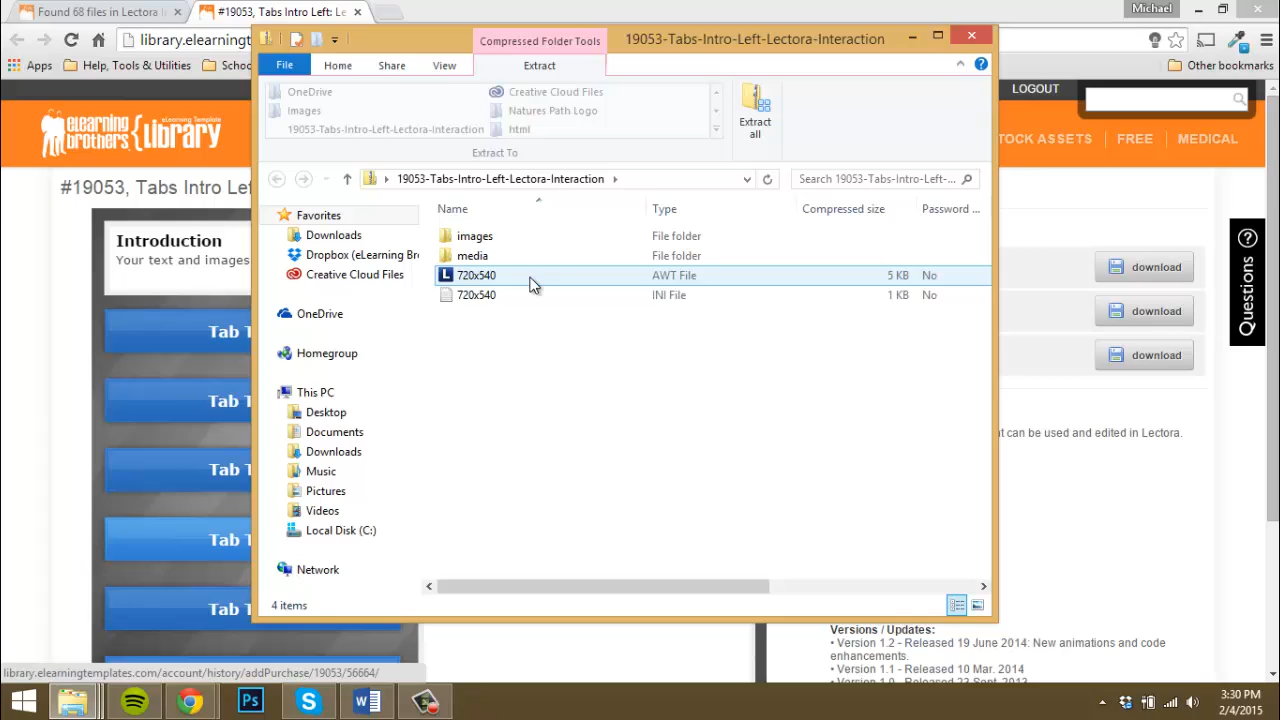 Found 68 files in Lectora I
#19053, Tabs Intro Left: Le
Michael
library.elearningt
Apps
Help, Tools & Utilities
Schoo
Other bookmarks
LOGOUT
eLearning brothers
eLearning Template
Library
STOCK ASSETS
FREE
MEDICAL
#19053, Tabs Intro Le
Introduction
Your text and images
Tab T
Tab T
Tab T
Tab T
Tab T
download
download
download
Questions
nt can be used and edited in Lectora.
Versions / Updates:
• Version 1.2 - Released 19 June 2014: New animations and code
enhancements.
• Version 1.1 - Released 10 Mar. 2014
Compressed Folder Tools
19053-Tabs-Intro-Left-Lectora-Interaction
File
Home
Share
View
Extract
OneDrive
Creative Cloud Files
Images
Natures Path Logo
19053-Tabs-Intro-Left-Lectora-Interaction
html
Extract
all
Extract To
19053-Tabs-Intro-Left-Lectora-Interaction
Search 19053-Tabs-Intro-Left-...
Name
Type
Compressed size
Password ...
Favorites
Downloads
Dropbox (eLearning Br
Creative Cloud Files
OneDrive
Homegroup
This PC
Desktop
Documents
Downloads
Music
Pictures
Videos
Local Disk (C:)
Network
images
File folder
media
File folder
720x540
AWT File
5 KB
No
720x540
INI File
1 KB
No
4 items
library.elearningtemplates.com/account/history/addPurchase/19053/56664/
Ps
3:30 PM
2/4/2015